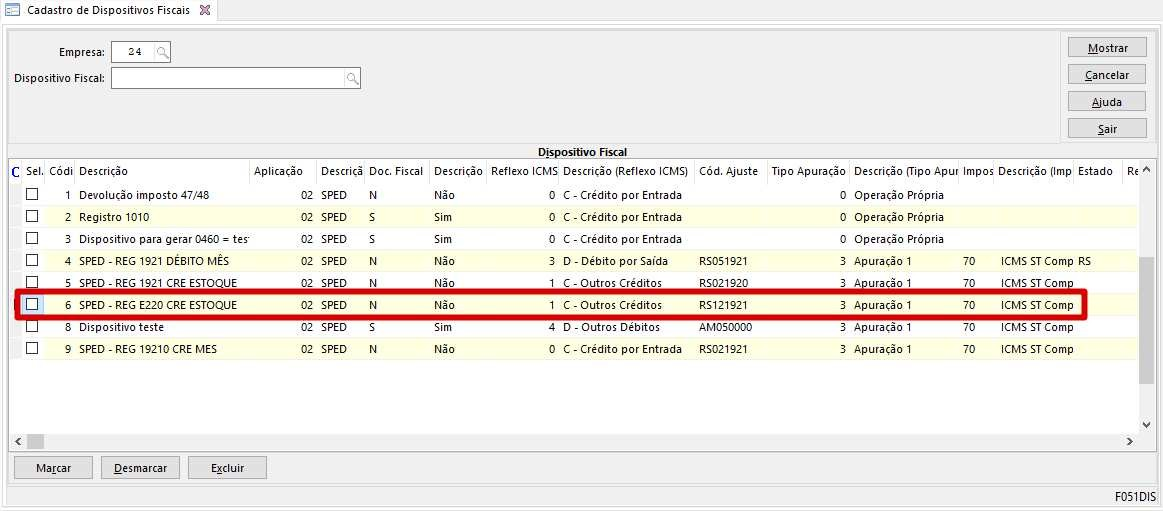 Cadastro de Dispositivos Fiscais
Empresa: 24
Mostrar
Dispositivo Fiscal:
Cancelar
Ajuda
Sair
Dispositivo Fiscal
C Sel. Códi Descrição Aplicação Descriçã Doc. Fiscal Descrição Reflexo ICMS Descrição (Reflexo ICMS) Cód. Ajuste Tipo Apuração Descrição (Tipo Apur Impos Descrição (Imp Estado Re
1 Devolução imposto 47/48 02 SPED N Não 0 C - Crédito por Entrada 0 Operação Própria
2 Registro 1010 02 SPED S Sim 0 C - Crédito por Entrada 0 Operação Própria
3 Dispositivo para gerar 0460 = tes 02 SPED S Sim 0 C - Crédito por Entrada 0 Operação Própria
4 SPED - REG 1921 DÉBITO MÊS 02 SPED N Não 3 D - Débito por Saída RS051921 3 Apuração 1 70 ICMS ST Comp RS
5 SPED - REG 1921 CRE ESTOQUE 02 SPED N Não 1 C - Outros Créditos RS021920 3 Apuração 1 70 ICMS ST Comp
6 SPED - REG E220 CRE ESTOQUE 02 SPED N Não 1 C - Outros Créditos RS121921 3 Apuração 1 70 ICMS ST Comp
8 Dispositivo teste 02 SPED S Sim 4 D - Outros Débitos AM050000 3 Apuração 1 70 ICMS ST Comp
9 SPED - REG 19210 CRE MES 02 SPED N Não 0 C - Crédito por Entrada RS021921 3 Apuração 1 70 ICMS ST Comp
Marcar Desmarcar Excluir
F051DIS